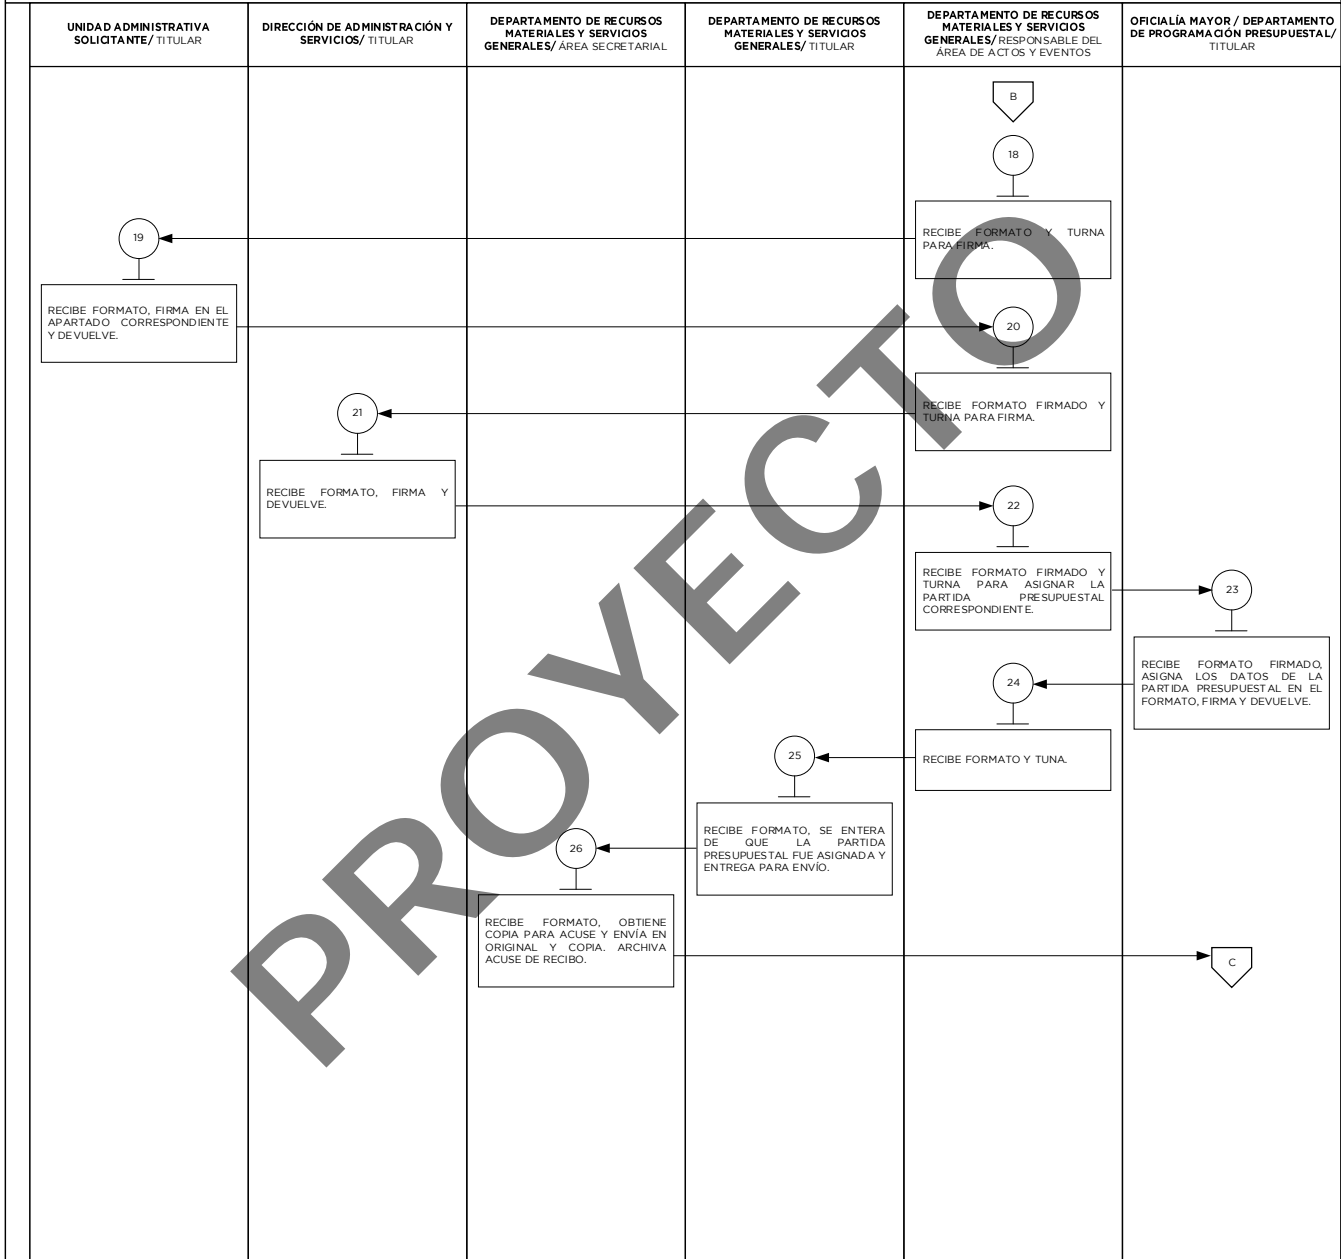 UNIDAD ADMINISTRATIVA
SOLICITANTE/ TITULAR
DIRECCIÓN DE ADMINISTRACIÓN Y
SERVICIOS/ TITULAR
DEPARTAMENTO DE RECURSOS
MATERIALES Y SERVICIOS
GENERALES/ ÁREA SECRETARIAL
DEPARTAMENTO DE RECURSOS
MATERIALES Y SERVICIOS
GENERALES/ TITULAR
DEPARTAMENTO DE RECURSOS
MATERIALES Y SERVICIOS
GENERALES/ RESPONSABLE DEL
ÁREA DE ACTOS Y EVENTOS
OFICIALÍA MAYOR / DEPARTAMENTO
DE PROGRAMACIÓN PRESUPUESTAL/
TITULAR
B
18
RECIBE FORMATO Y TURNA
PARA FIRMA.
19
RECIBE FORMATO, FIRMA EN EL
APARTADO CORRESPONDIENTE
Y DEVUELVE.
20
RECIBE FORMATO FIRMADO Y
TURNA PARA FIRMA.
21
RECIBE FORMATO, FIRMA Y
DEVUELVE.
22
RECIBE FORMATO FIRMADO Y
TURNA PARA ASIGNAR LA
PARTIDA PRESUPUESTAL
CORRESPONDIENTE.
23
RECIBE FORMATO FIRMADO,
ASIGNA LOS DATOS DE LA
PARTIDA PRESUPUESTAL EN EL
FORMATO, FIRMA Y DEVUELVE.
24
RECIBE FORMATO Y TUNA.
25
RECIBE FORMATO, SE ENTERA
DE QUE LA PARTIDA
PRESUPUESTAL FUE ASIGNADA Y
ENTREGA PARA ENVÍO.
26
RECIBE FORMATO, OBTIENE
COPIA PARA ACUSE Y ENVÍA EN
ORIGINAL Y COPIA. ARCHIVA
ACUSE DE RECIBO.
C
PROYECTO